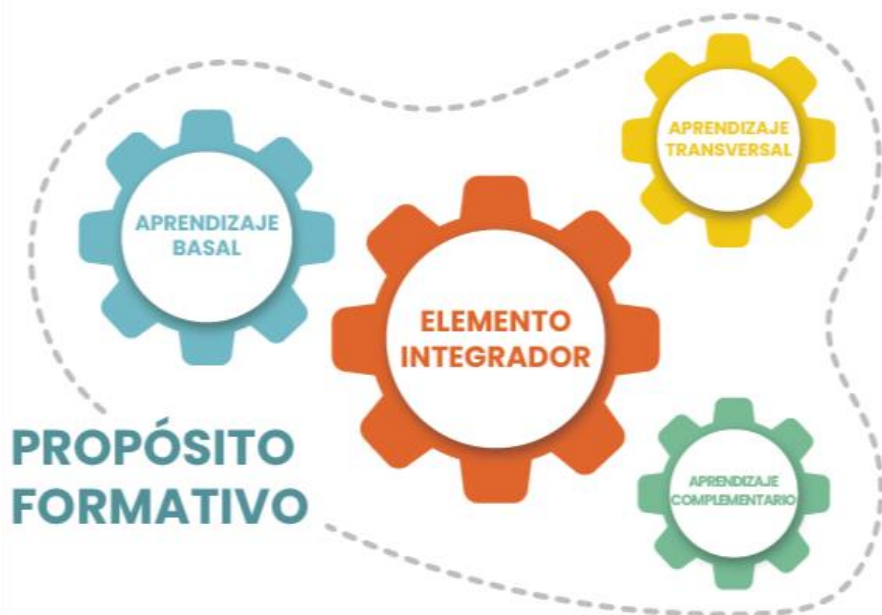 APRENDIZAJE
TRANSVERSAL
APRENDIZAJE
BASAL
ELEMENTO
INTEGRADOR
PROPÓSITO
FORMATIVO
APRENDIZAJE
COMPLEMENTARIO